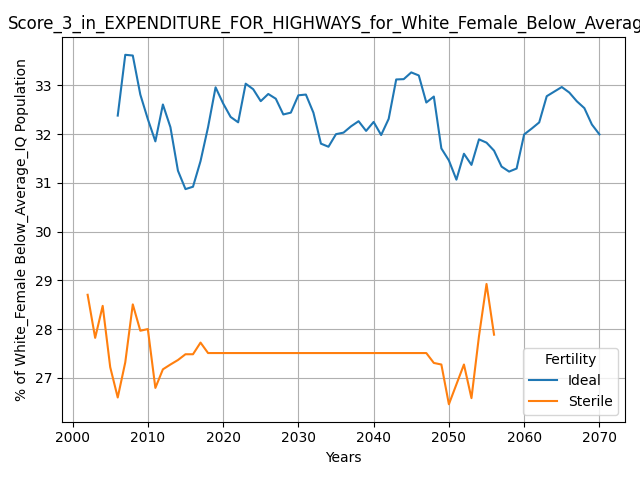 Score_3_in_EXPENDITURE_FOR_HIGHWAYS_for_White_Female_Below_Averag
% of White_Female Below_Average_IQ Population
33
32
31
30
29
28
27
2000
2010
2020
2030
2040
2050
2060
2070
Years
Fertility
Ideal
Sterile